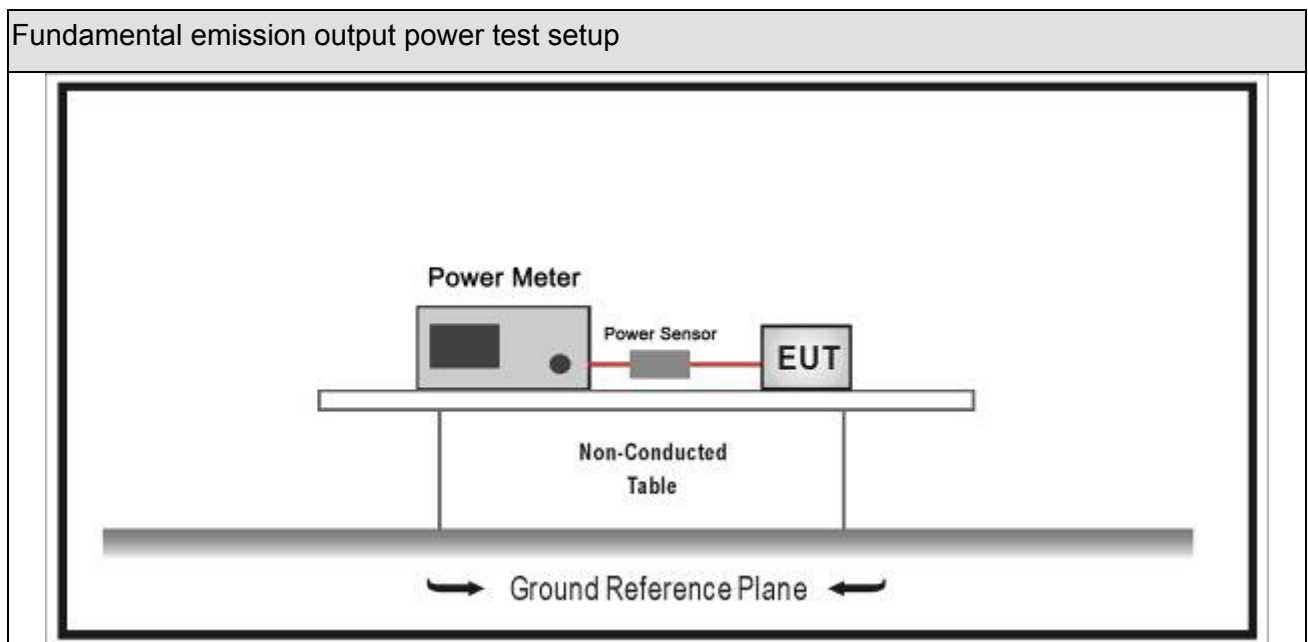 Fundamental emission output power test setup
Power Meter
Power Sensor
EUT
Non-Conducted
Table
Ground Reference Plane